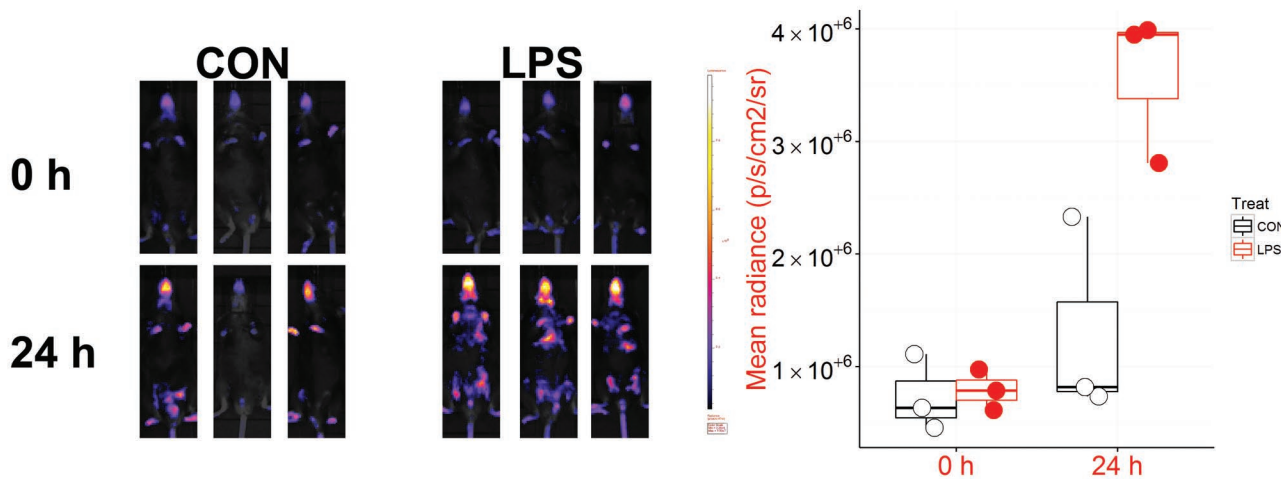 CON
LPS
0 h
24 h
Mean radiance (p/s/cm2/sr)
4 × 10+6
3 × 10+6
2 × 10+6
1 × 10+6
0 h
24 h
Treat
CON
LPS